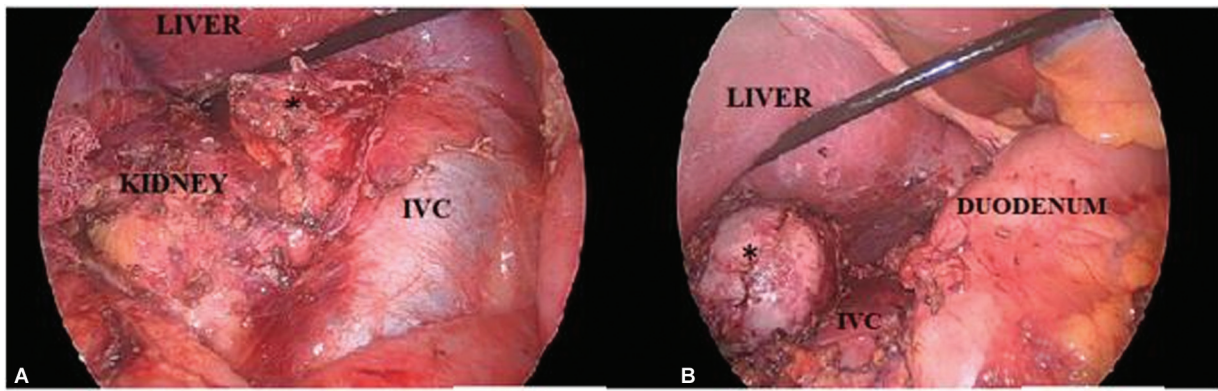 LIVER
*
KIDNEY
IVC
A
LIVER
DUODENUM
*
IVC
B